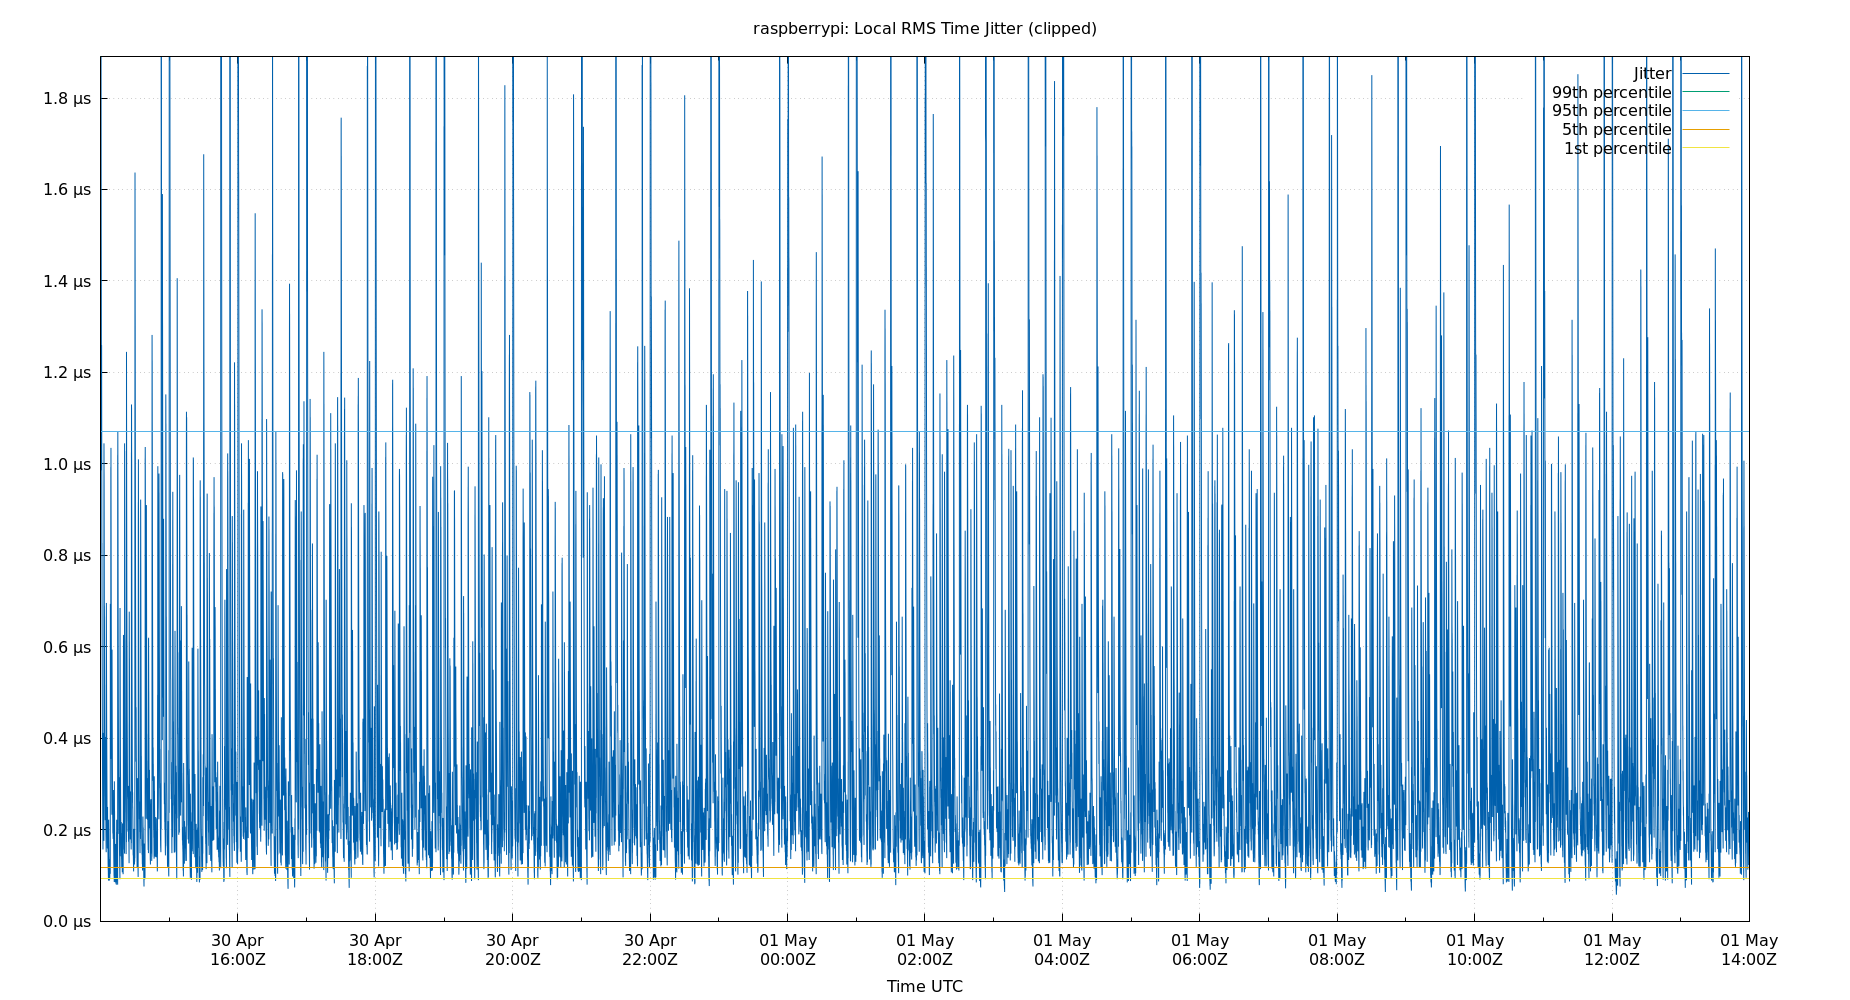 raspberrypi: Local RMS Time Jitter (clipped)
Jitter
99th percentile
95th percentile
5th percentile
1st percentile
1.8 µs
1.6 µs
1.4 µs
1.2 µs
1.0 µs
0.8 µs
0.6 µs
0.4 µs
0.2 µs
0.0 µs
30 Apr 30 Apr 30 Apr 30 Apr 01 May 01 May 01 May 01 May 01 May 01 May 01 May 01 May
16:00Z 18:00Z 20:00Z 22:00Z 00:00Z 02:00Z 04:00Z 06:00Z 08:00Z 10:00Z 12:00Z 14:00Z
Time UTC